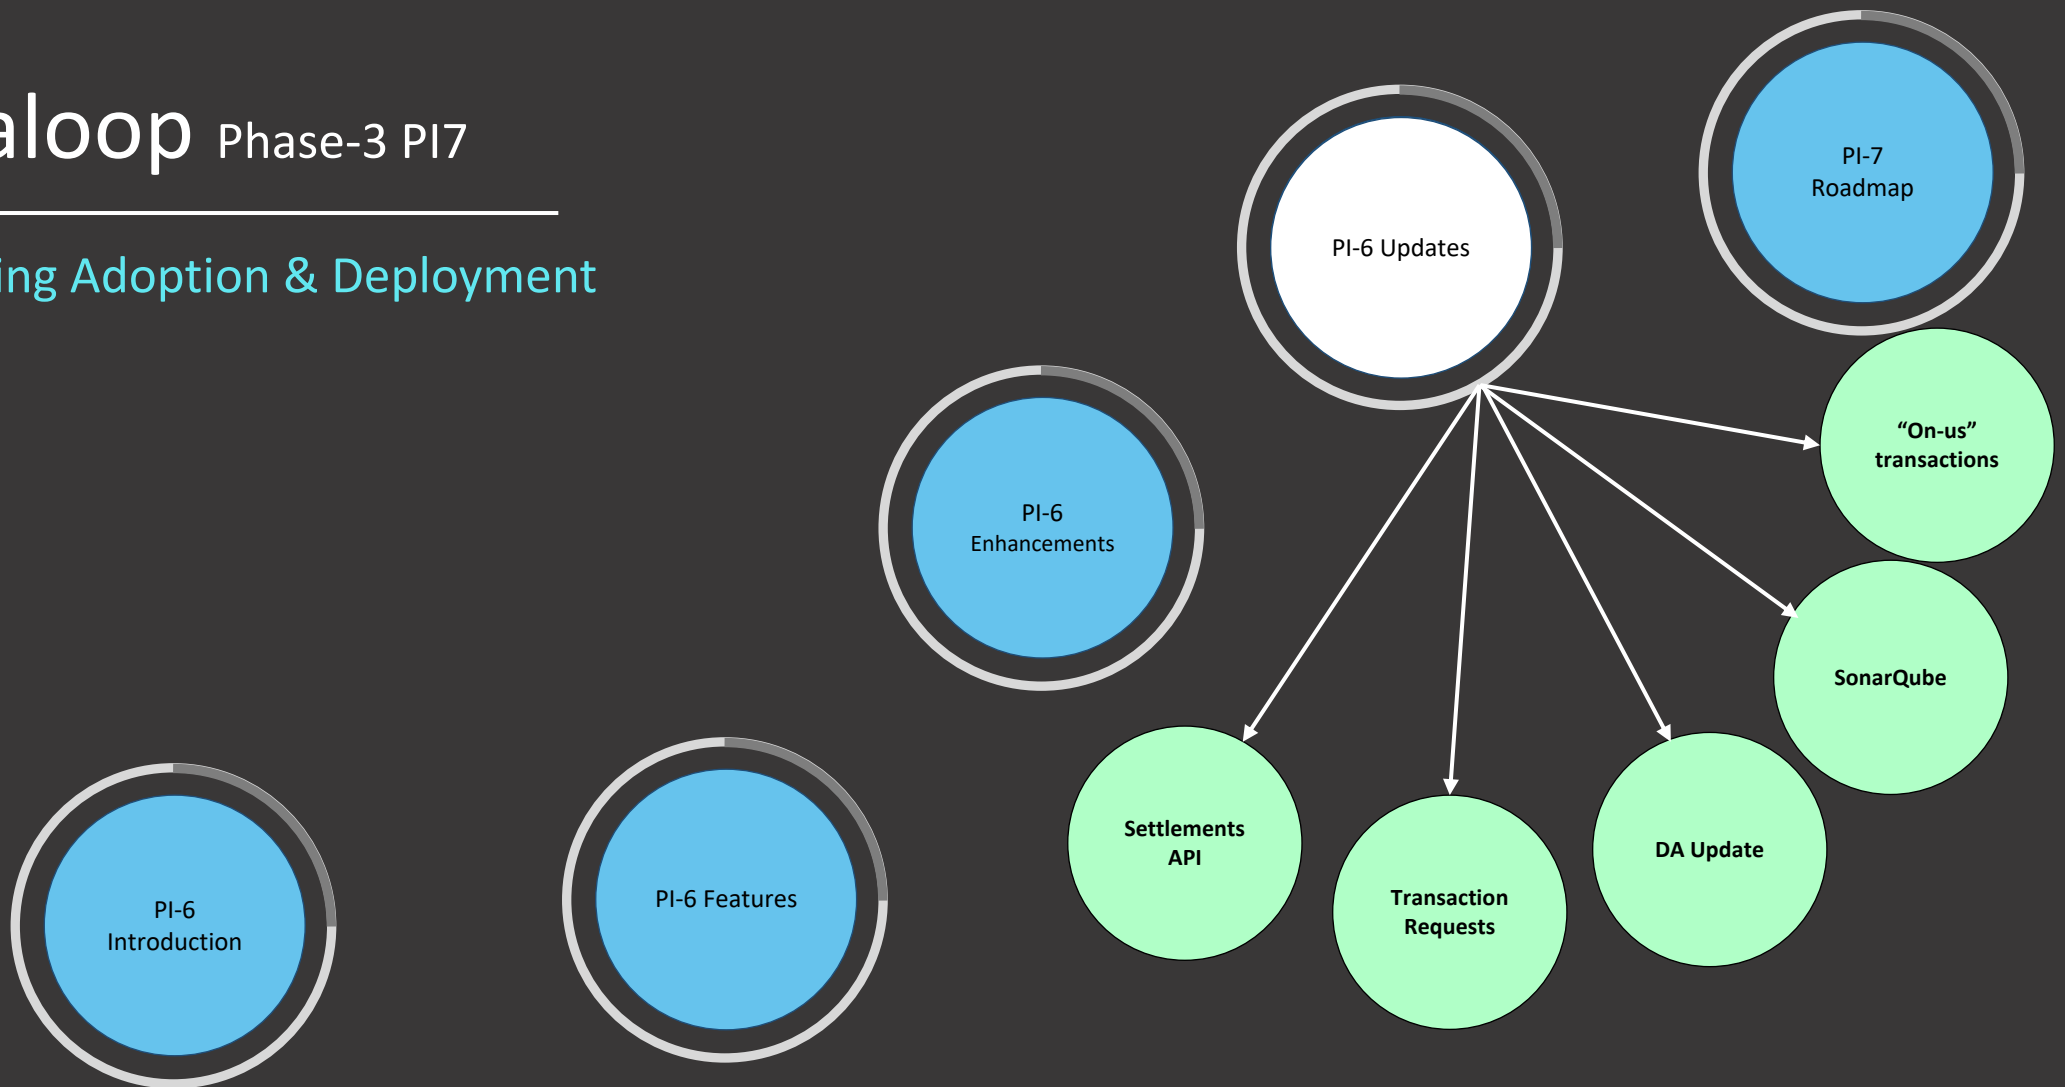 aloop Phase-3 PI7
ing Adoption & Deployment
PI-7
Roadmap
PI-6 Updates
“On-us”
transactions
PI-6
Enhancements
SonarQube
Settlements
API
DA Update
Transaction
Requests
PI-6 Features
PI-6
Introduction